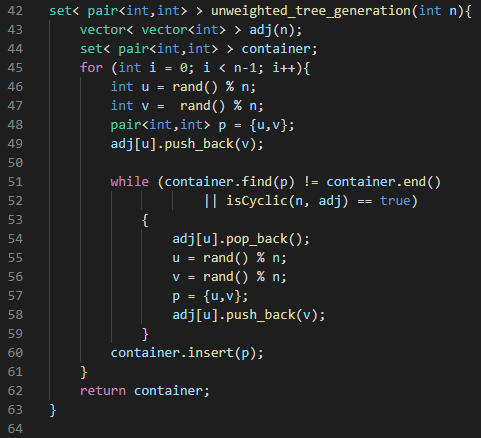 42 set< pair<int,int> > unweighted_tree_generation(int n){
43     vector< vector<int> > adj(n);
44     set< pair<int,int> > container;
45     for (int i = 0; i < n-1; i++){
46         int u = rand() % n;
47         int v =  rand() % n;
48         pair<int,int> p = {u,v};
49         adj[u].push_back(v);
50
51         while (container.find(p) != container.end()
52                     || isCyclic(n, adj) == true)
53             {
54                 adj[u].pop_back();
55                 u = rand() % n;
56                 v = rand() % n;
57                 p = {u,v};
58                 adj[u].push_back(v);
59             }
60         container.insert(p);
61     }
62     return container;
63 }
64